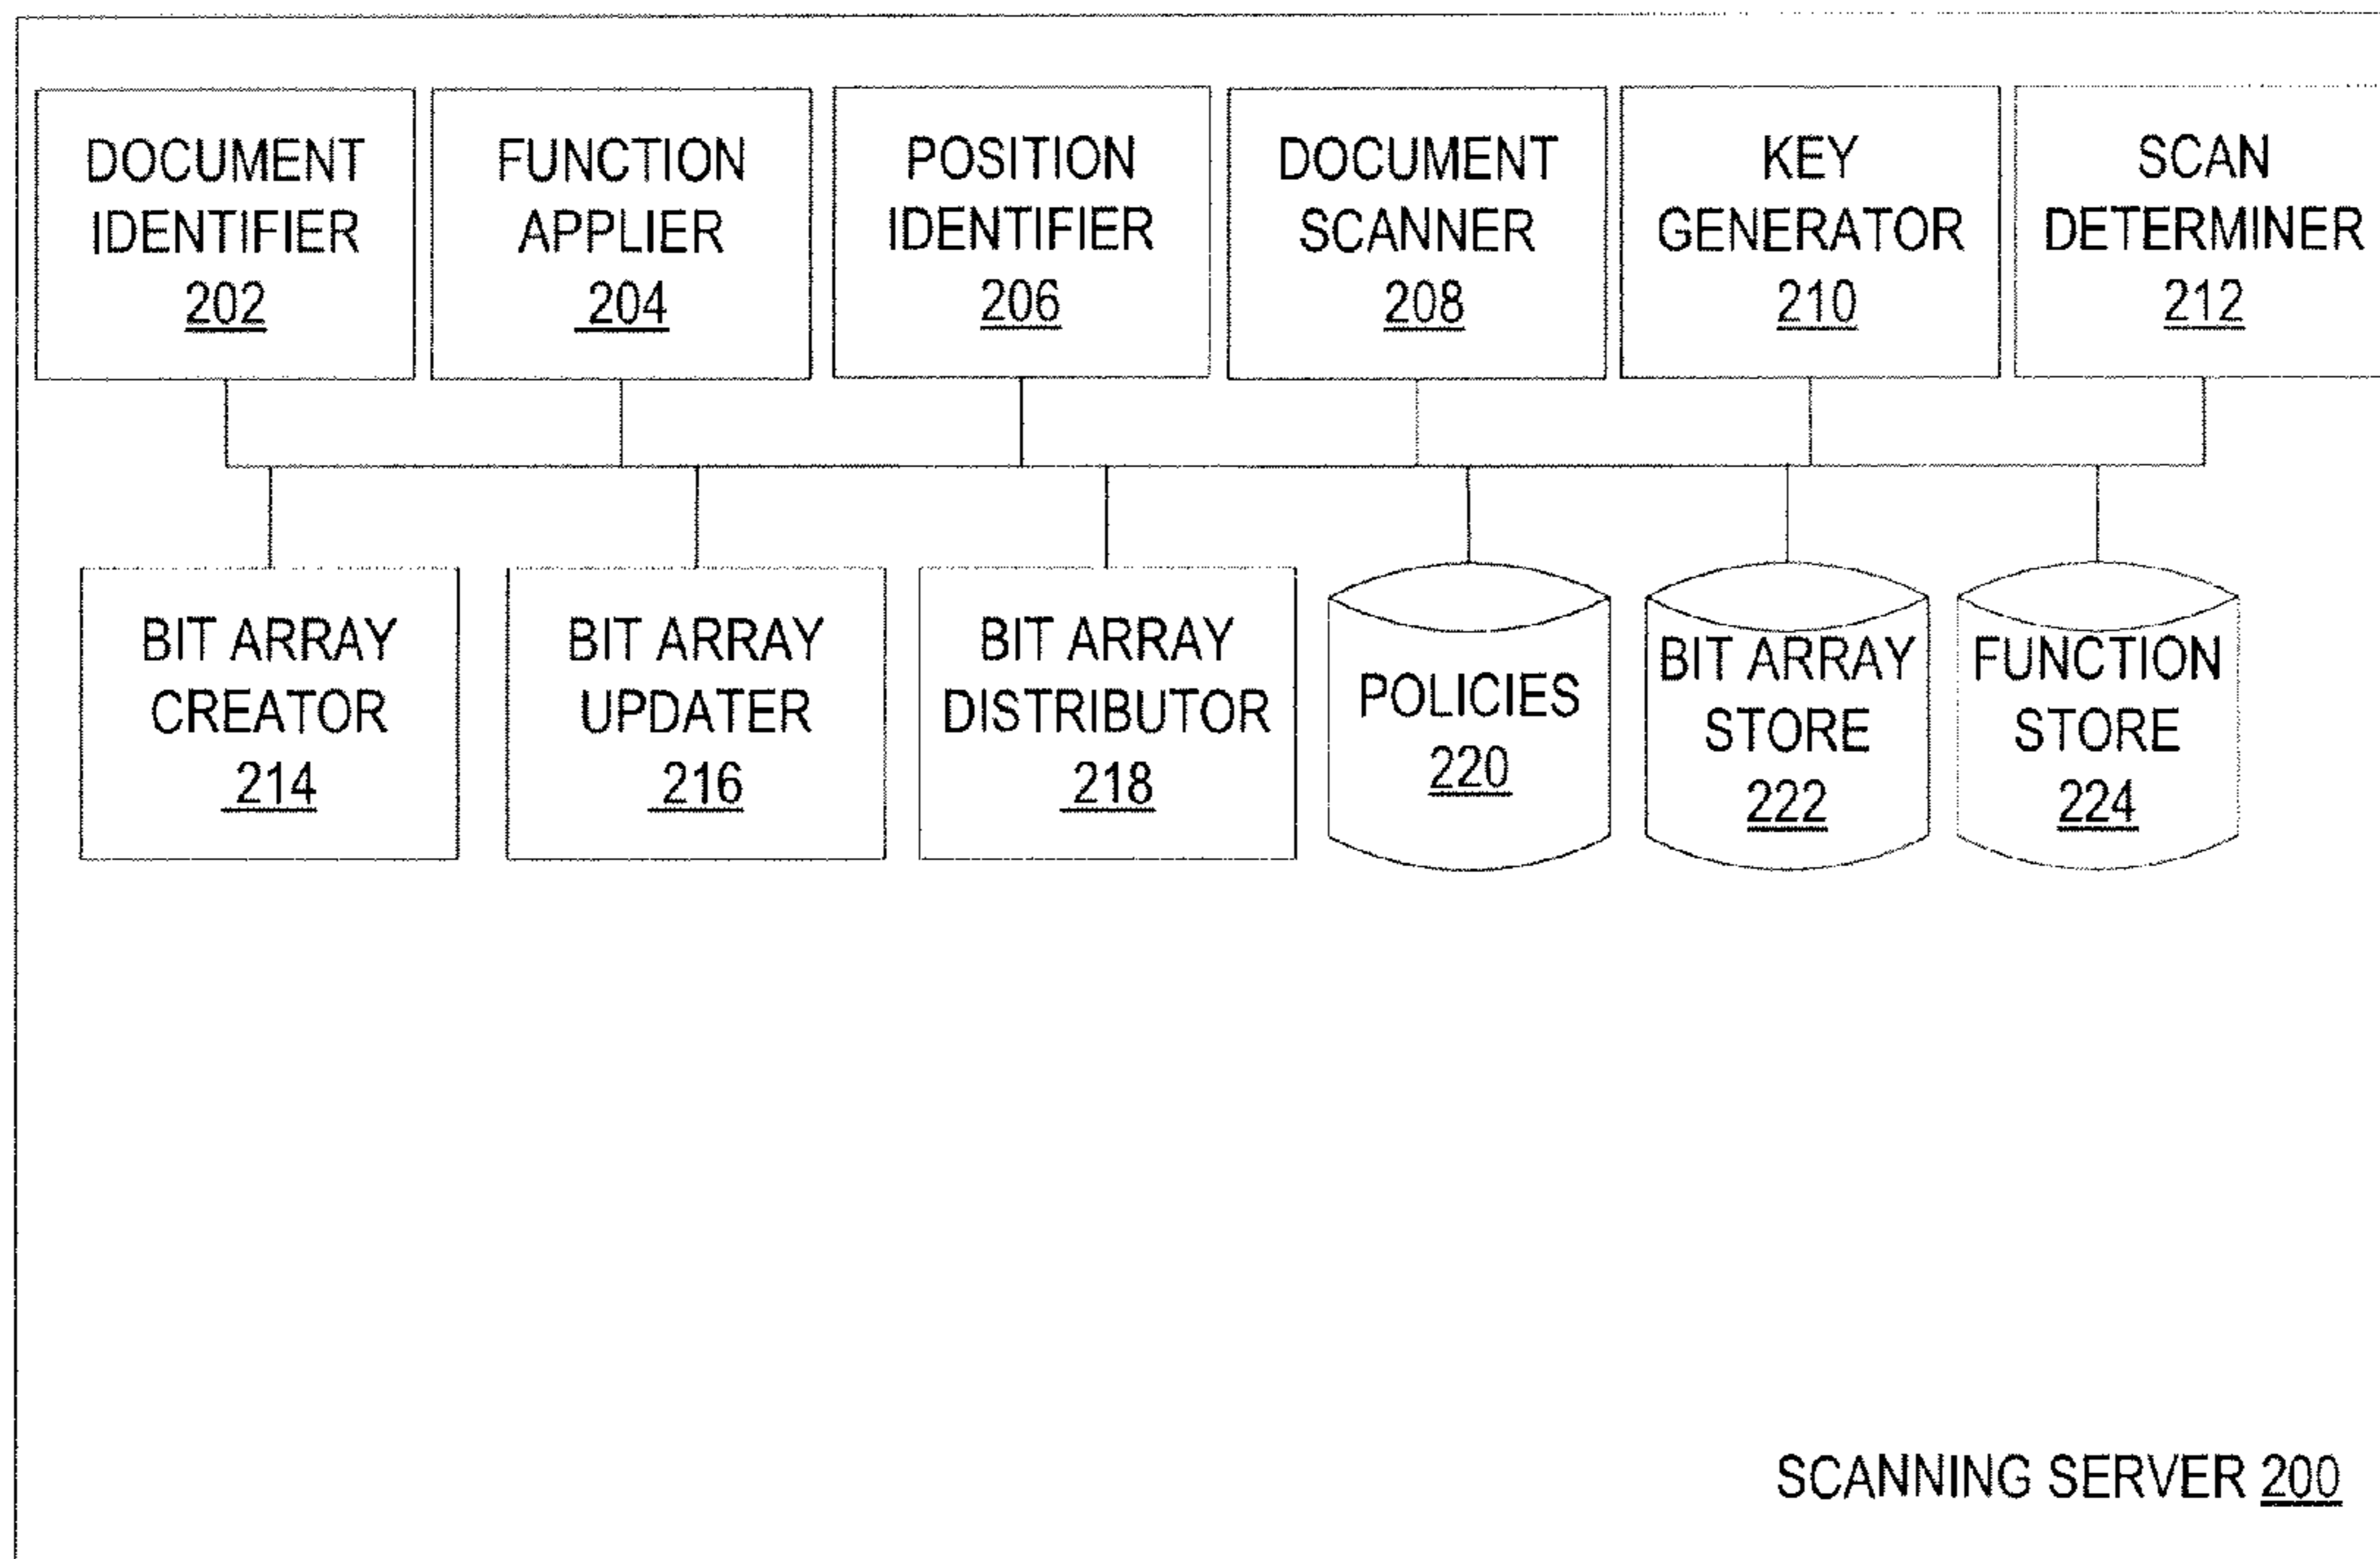 DOCUMENT
IDENTIFIER
202
FUNCTION
APPLIER
204
POSITION
IDENTIFIER
206
DOCUMENT
SCANNER
208
KEY
GENERATOR
210
SCAN
DETERMINER
212
BIT ARRAY
CREATOR
214
BIT ARRAY
UPDATER
216
BIT ARRAY
DISTRIBUTOR
218
POLICIES
220
BIT ARRAY
STORE
222
FUNCTION
STORE
224
SCANNING SERVER 200